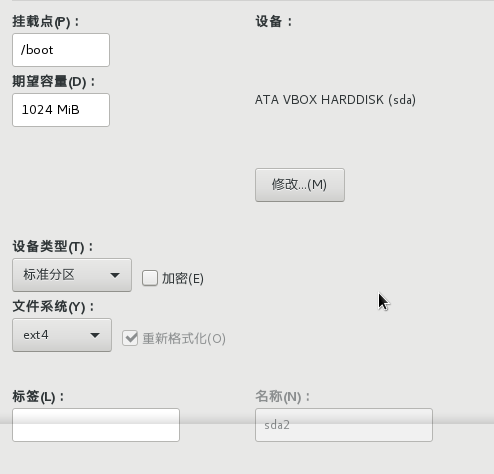 挂载点(P)： 设备：
/boot
期望容量(D)：
1024 MiB
ATA VBOX HARDDISK (sda)
修改...(M)
设备类型(T)：
标准分区 加密(E)
文件系统(Y)：
ext4 重新格式化(O)
标签(L)： 名称(N)：
sda2